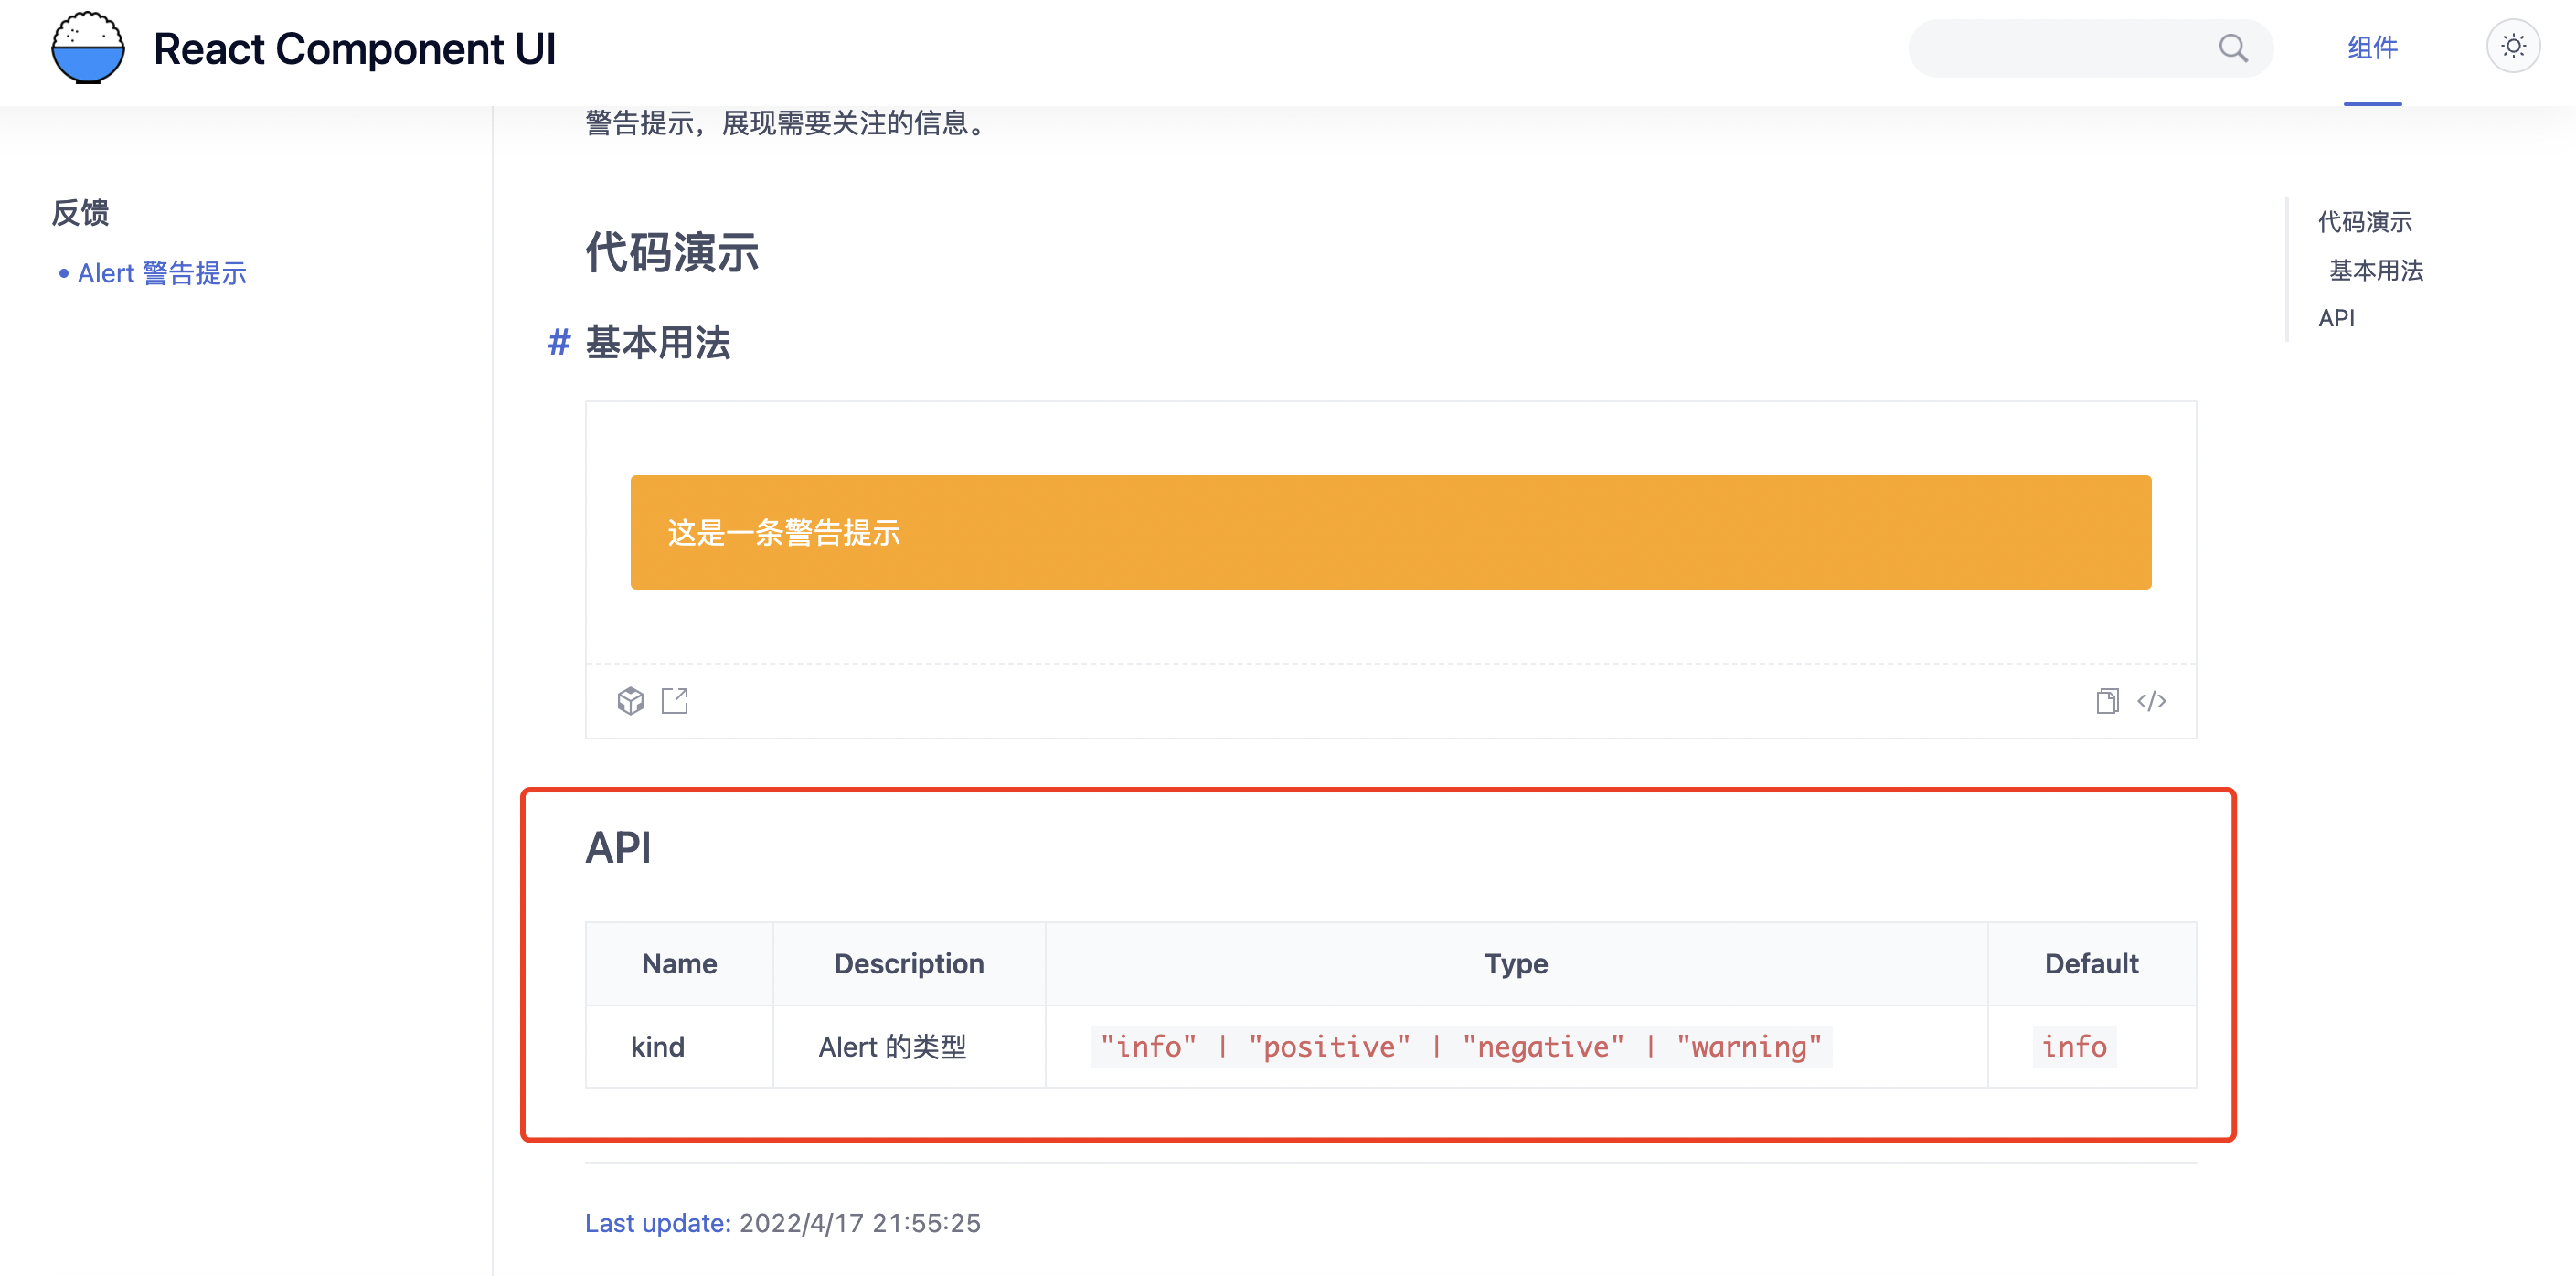 React Component UI
组件
警告提示，展现需要关注的信息。
反馈
Alert 警告提示
代码演示
基本用法
API
代码演示
# 基本用法
这是一条警告提示
API
Name Description Type Default
kind Alert 的类型 "info" | "positive" | "negative" | "warning" info
Last update: 2022/4/17 21:55:25